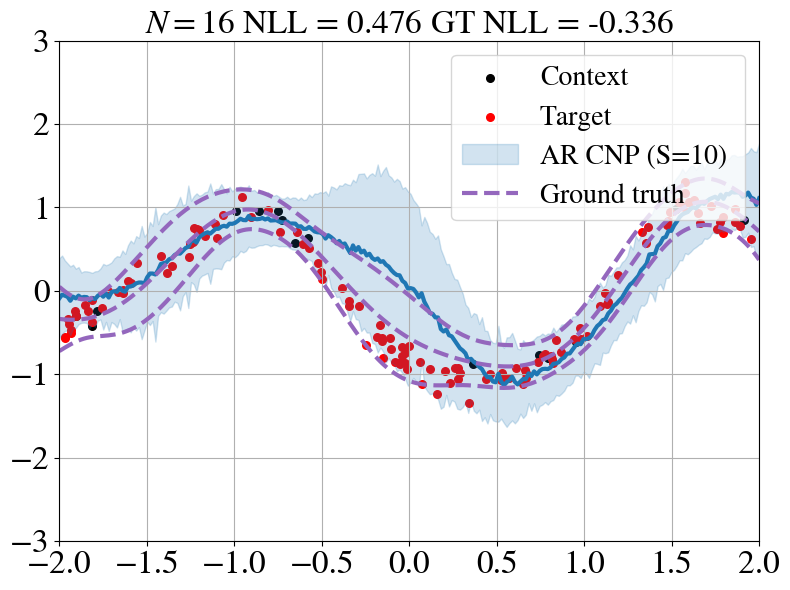 N = 16 NLL = 0.476 GT NLL = -0.336
3
2
1
0
−1
−2
−3
Context
Target
AR CNP (S=10)
Ground truth
−2.0 −1.5 −1.0 −0.5 0.0 0.5 1.0 1.5 2.0